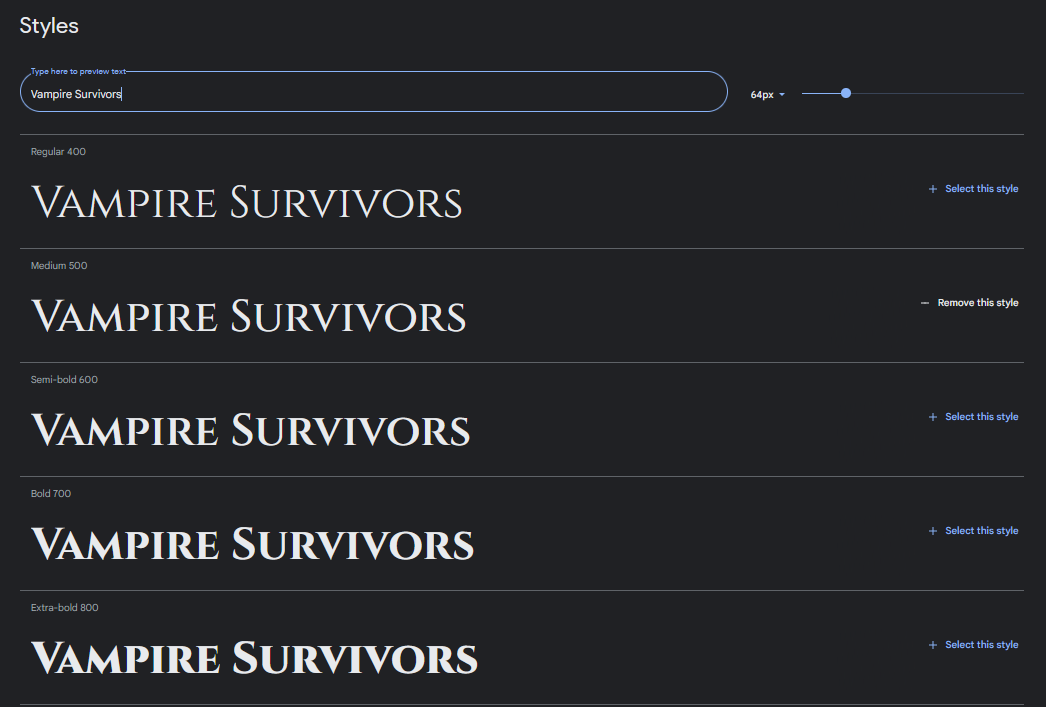 Styles
Type here to preview text
Vampire Survivors
64px
Regular 400
Vampire Survivors
Select this style
Medium 500
Vampire Survivors
Remove this style
Semi-bold 600
Vampire Survivors
Select this style
Bold 700
Vampire Survivors
Select this style
Extra-bold 800
Vampire Survivors
Select this style